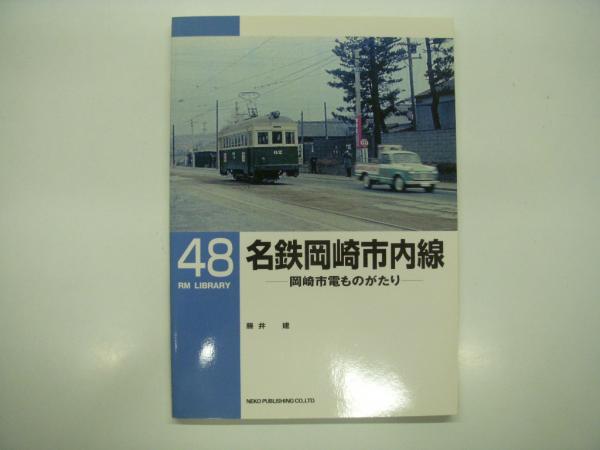 48
RM LIBRARY
名鉄岡崎市内線
岡崎市電ものがたり
藤井 建
NEKO PUBLISHING CO.,LTD.